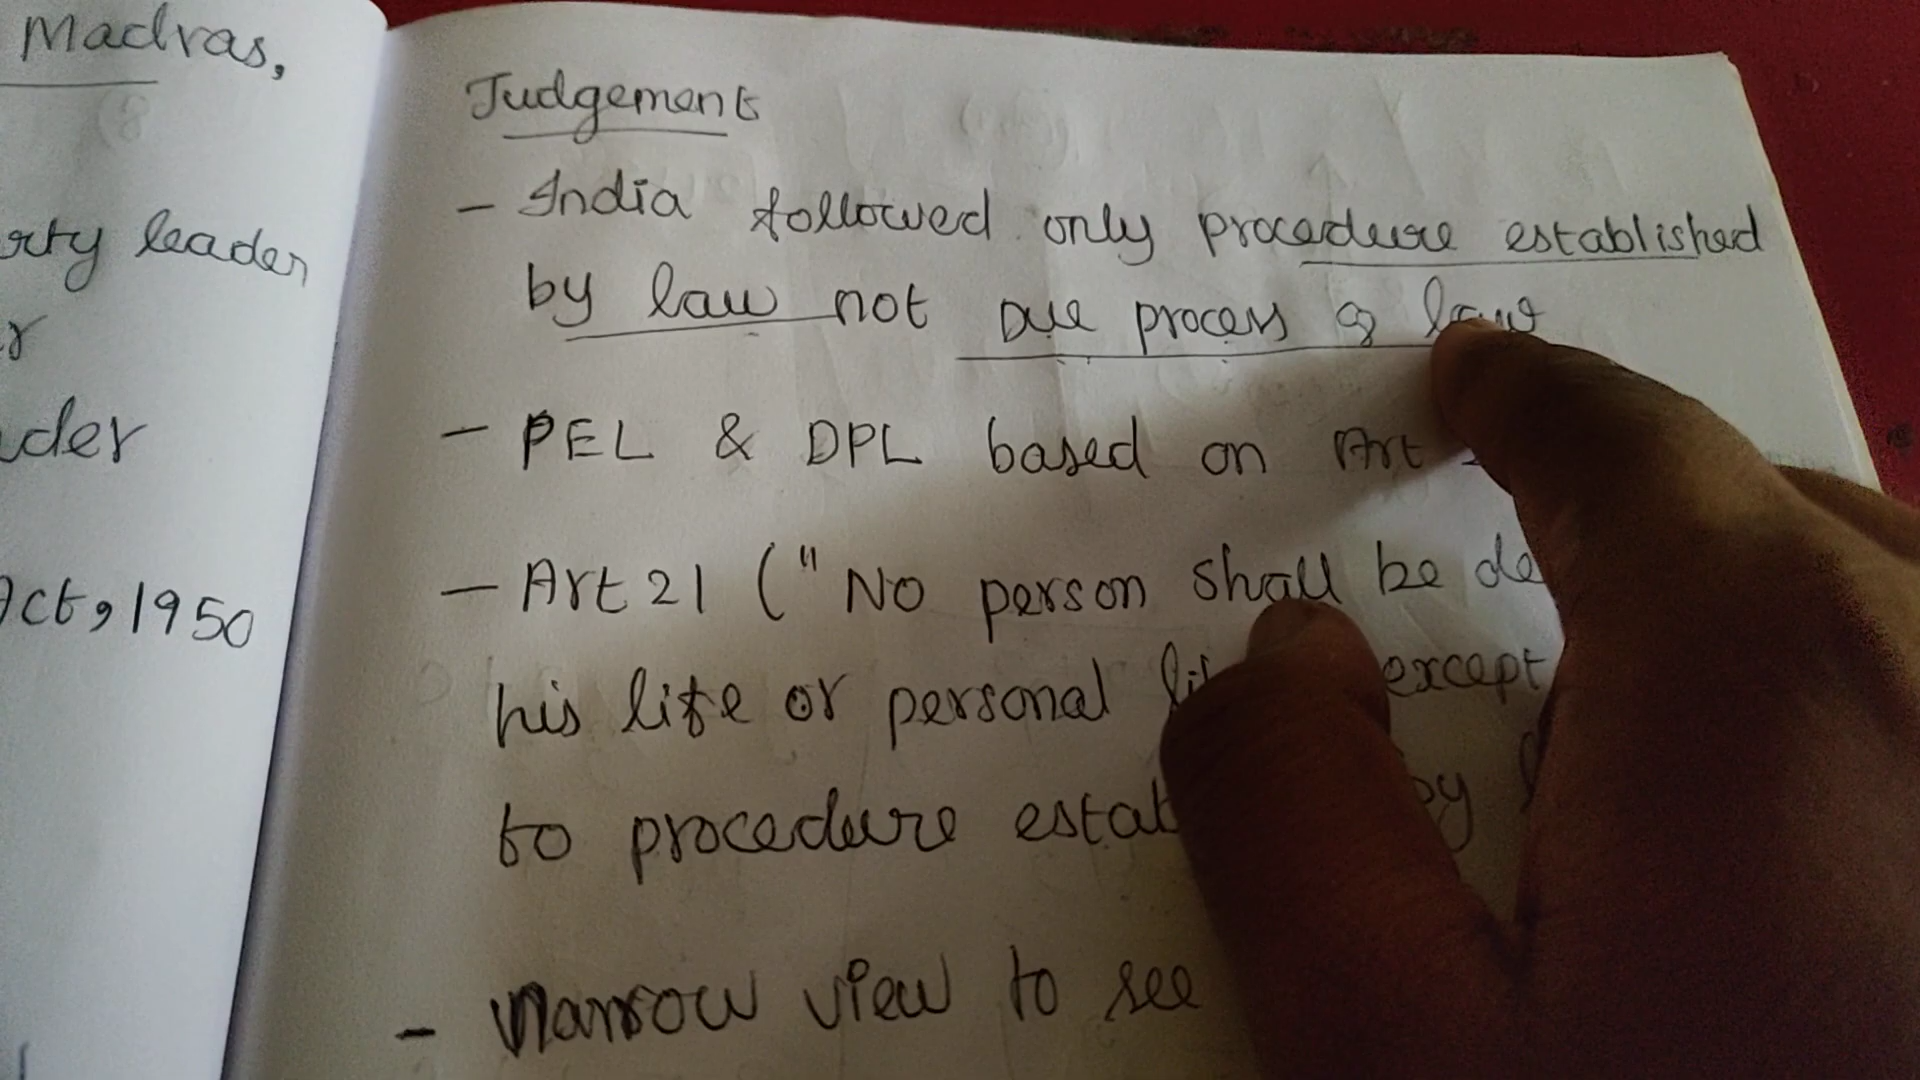 Madras,
leader
Act, 1950
Judgement
- India followed only procedure established
by law not Due process of law
- PEL & DPL based on Art
- Art 21 ("No person shall be de
his life or personal except
to procedure estab by
- Narrow view to see